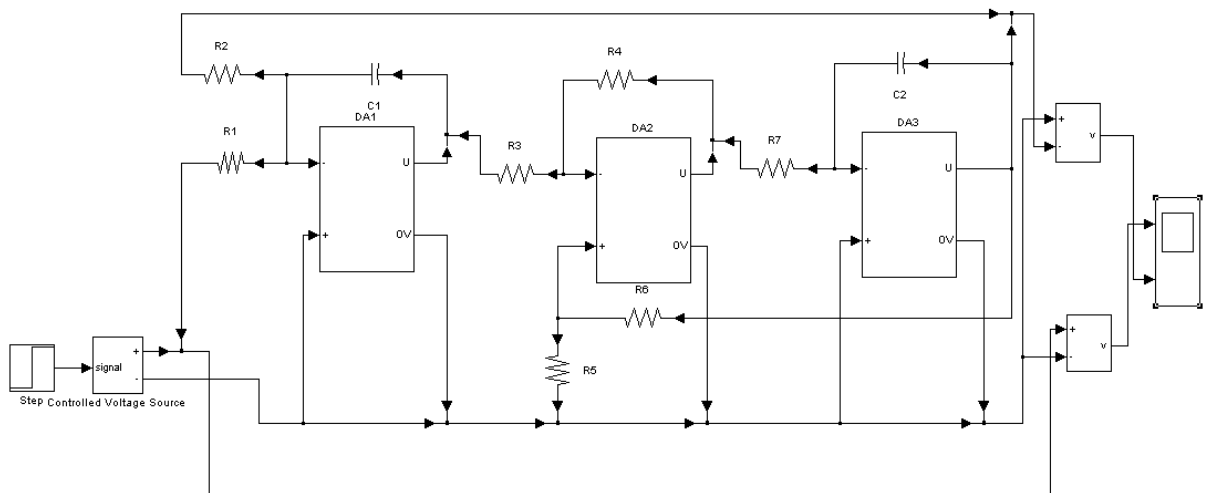 R2
R4
C1
C2
R1
DA1
DA2
DA3
R3
R7
-
U
+
0V
-
U
+
0V
-
U
+
0V
+
-
v
R6
R5
+
-
v
signal
+
-
Step
Controlled Voltage Source